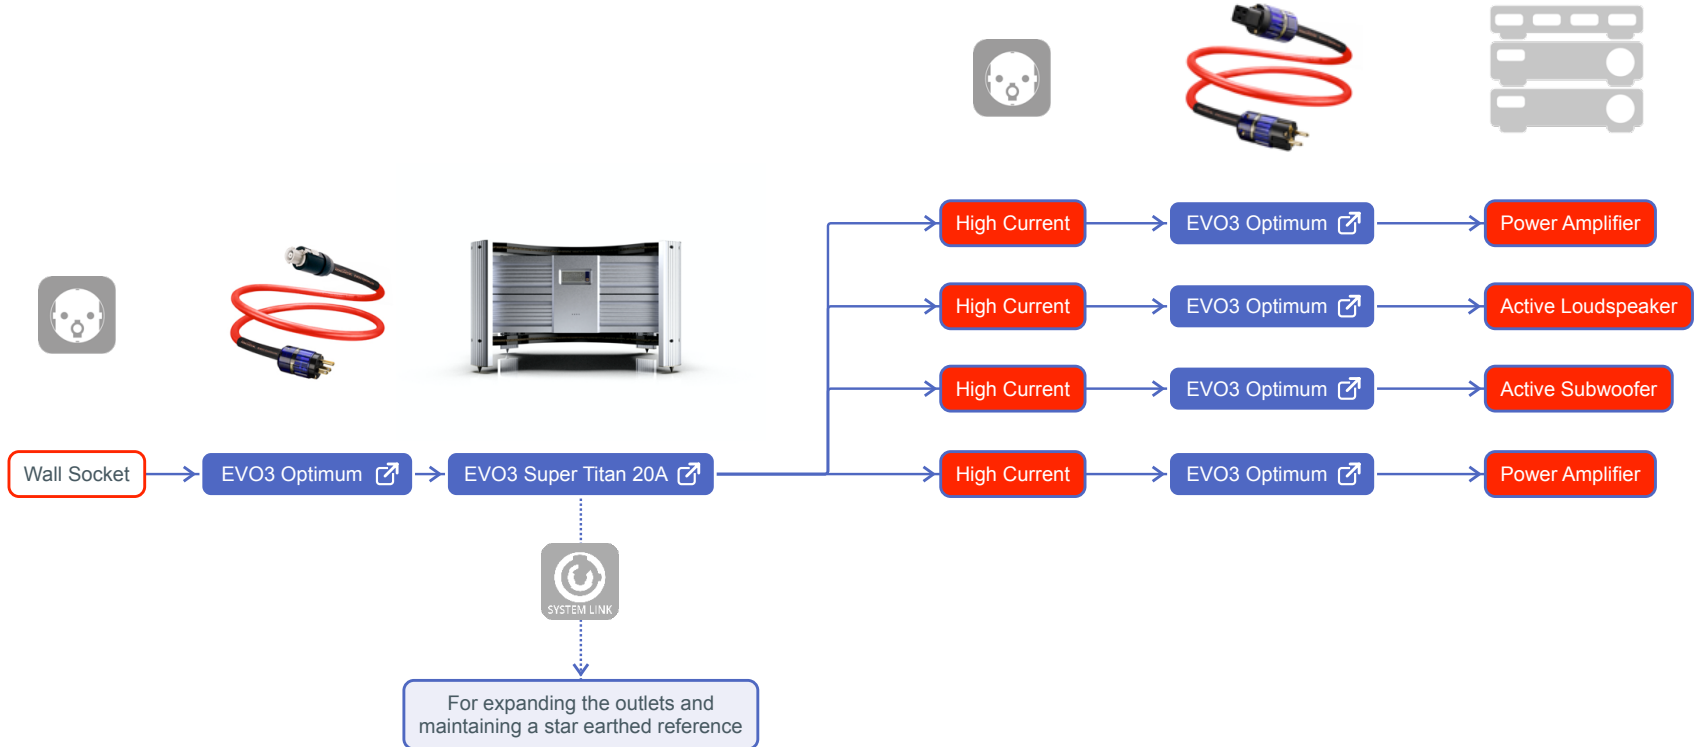 High Current
EVO3 Optimum
Power Amplifier
High Current
EVO3 Optimum
Active Loudspeaker
High Current
EVO3 Optimum
Active Subwoofer
Wall Socket
EVO3 Optimum
EVO3 Super Titan 20A
High Current
EVO3 Optimum
Power Amplifier
SYSTEM LINK
For expanding the outlets and
maintaining a star earthed reference